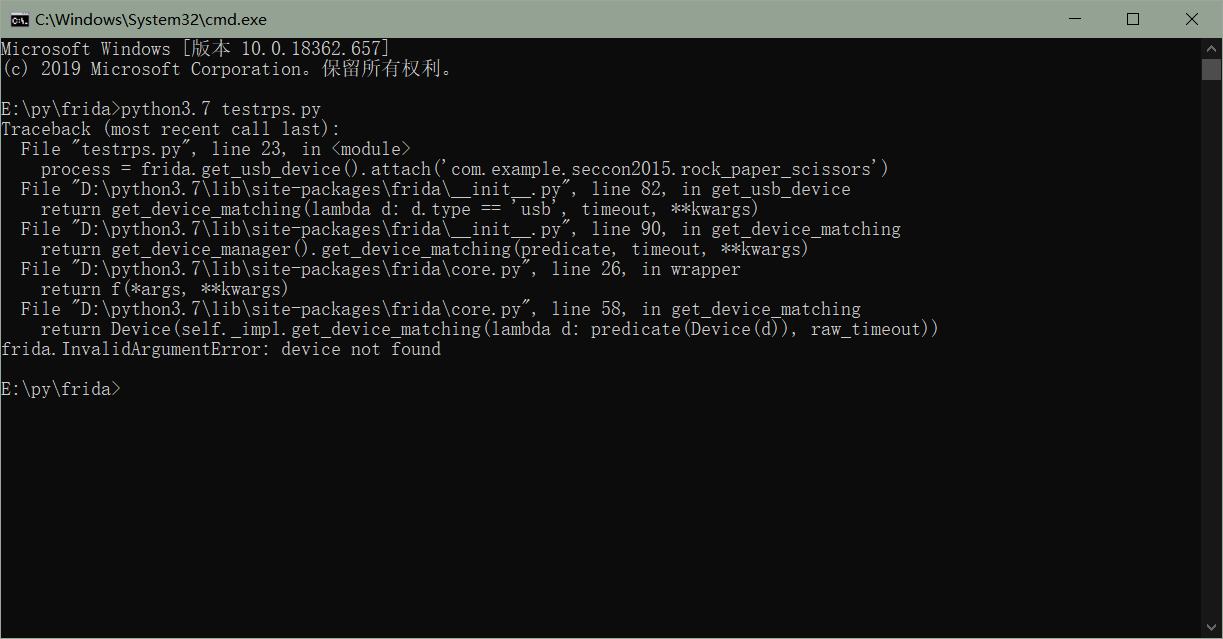 C:\Windows\System32\cmd.exe
Microsoft Windows [版本 10.0.18362.657]
(c) 2019 Microsoft Corporation。保留所有权利。
E:\py\frida>python3.7 testrps.py
Traceback (most recent call last):
  File "testrps.py", line 23, in <module>
    process = frida.get_usb_device().attach('com.example.seccon2015.rock_paper_scissors')
  File "D:\python3.7\lib\site-packages\frida\__init__.py", line 82, in get_usb_device
    return get_device_matching(lambda d: d.type == 'usb', timeout, **kwargs)
  File "D:\python3.7\lib\site-packages\frida\__init__.py", line 90, in get_device_matching
    return get_device_manager().get_device_matching(predicate, timeout, **kwargs)
  File "D:\python3.7\lib\site-packages\frida\core.py", line 26, in wrapper
    return f(*args, **kwargs)
  File "D:\python3.7\lib\site-packages\frida\core.py", line 58, in get_device_matching
    return Device(self._impl.get_device_matching(lambda d: predicate(Device(d)), raw_timeout))
frida.InvalidArgumentError: device not found
E:\py\frida>